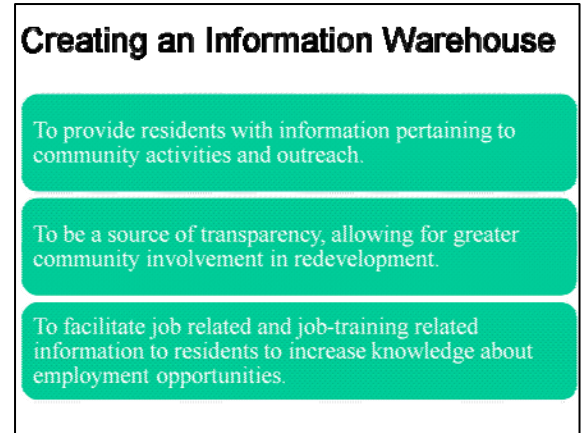 Creating an Information Warehouse
To provide residents with information pertaining to
community activities and outreach.
To be a source of transparency, allowing for greater
community involvement in redevelopment.
To facilitate job related and job-training related
information to residents to increase knowledge about
employment opportunities.